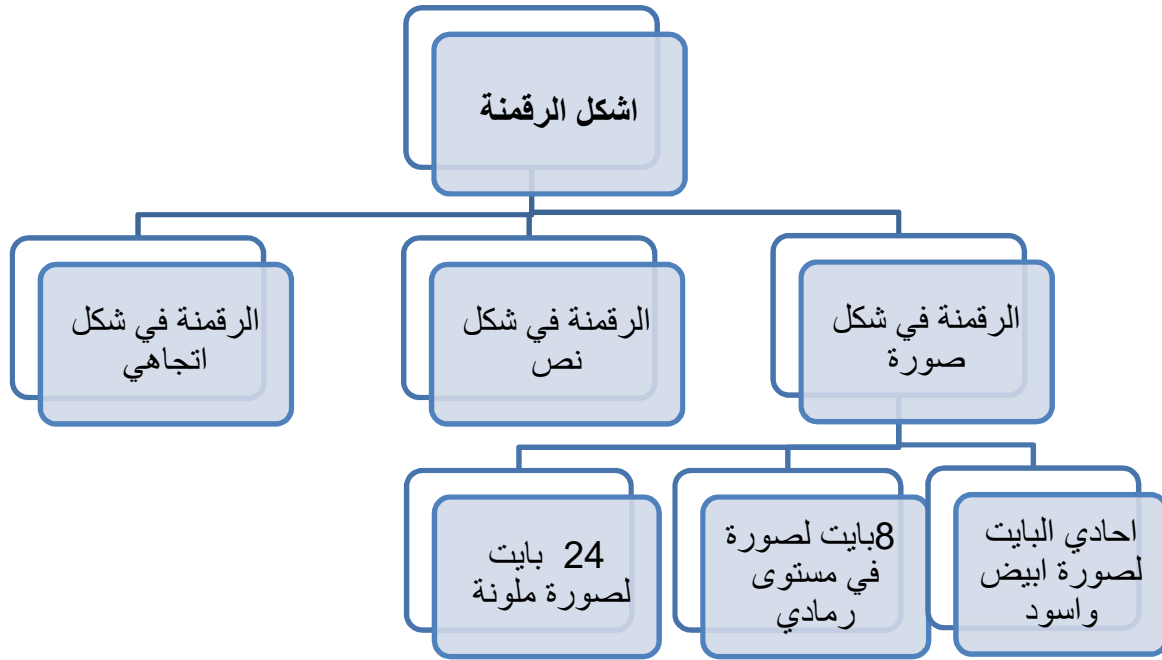 اشكل الرقمنة
الرقمنة في شكل
صورة
الرقمنة في شكل
نص
الرقمنة في شكل
اتجاهي
احادي البايت
لصورة ابيض
واسود
8بايت لصورة
في مستوى
رمادي
24 بايت
لصورة ملونة